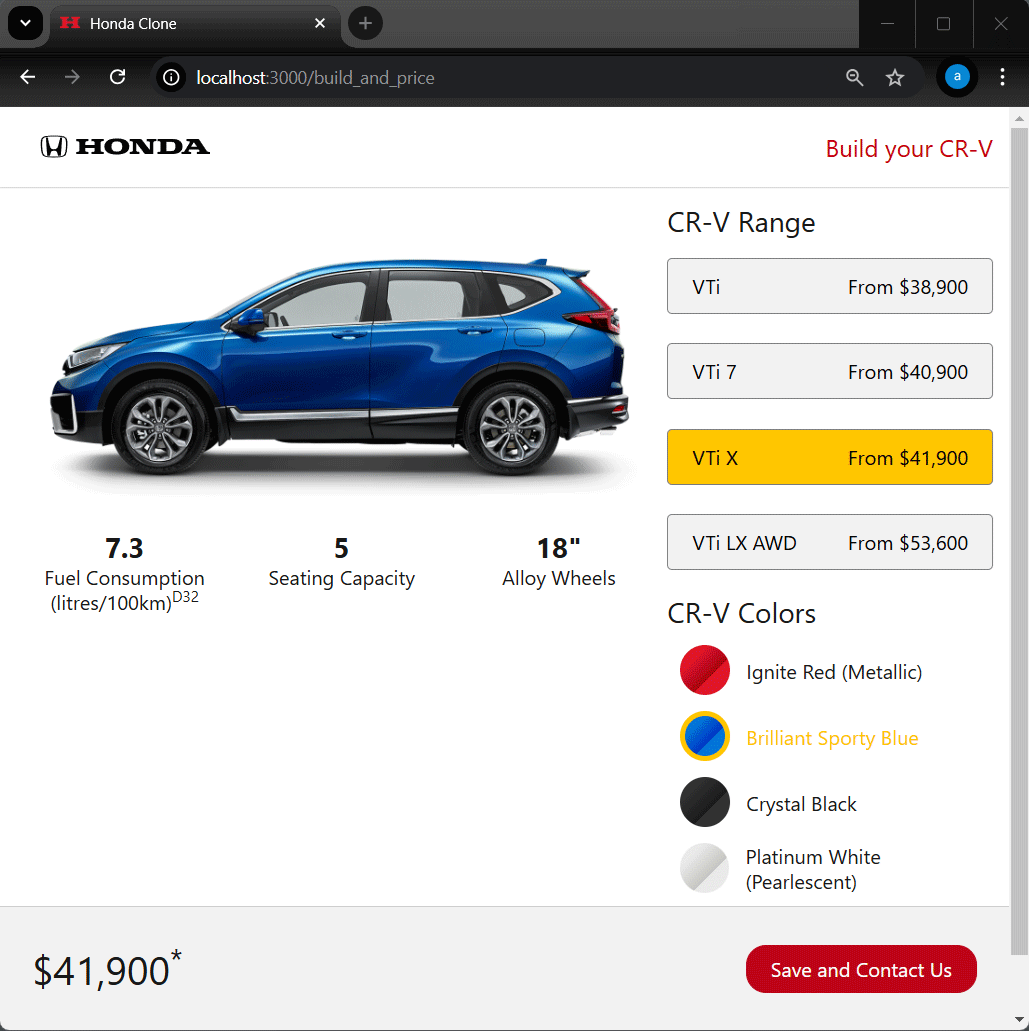 Honda Clone
localhost:3000/build_and_price
a
HONDA
Build your CR-V
CR-V Range
VTi From $38,900
VTi 7 From $40,900
VTi X From $41,900
VTi LX AWD From $53,600
7.3
Fuel Consumption
(litres/100km)D32
5
Seating Capacity
18"
Alloy Wheels
CR-V Colors
Ignite Red (Metallic)
Brilliant Sporty Blue
Crystal Black
Platinum White
(Pearlescent)
$41,900*
Save and Contact Us